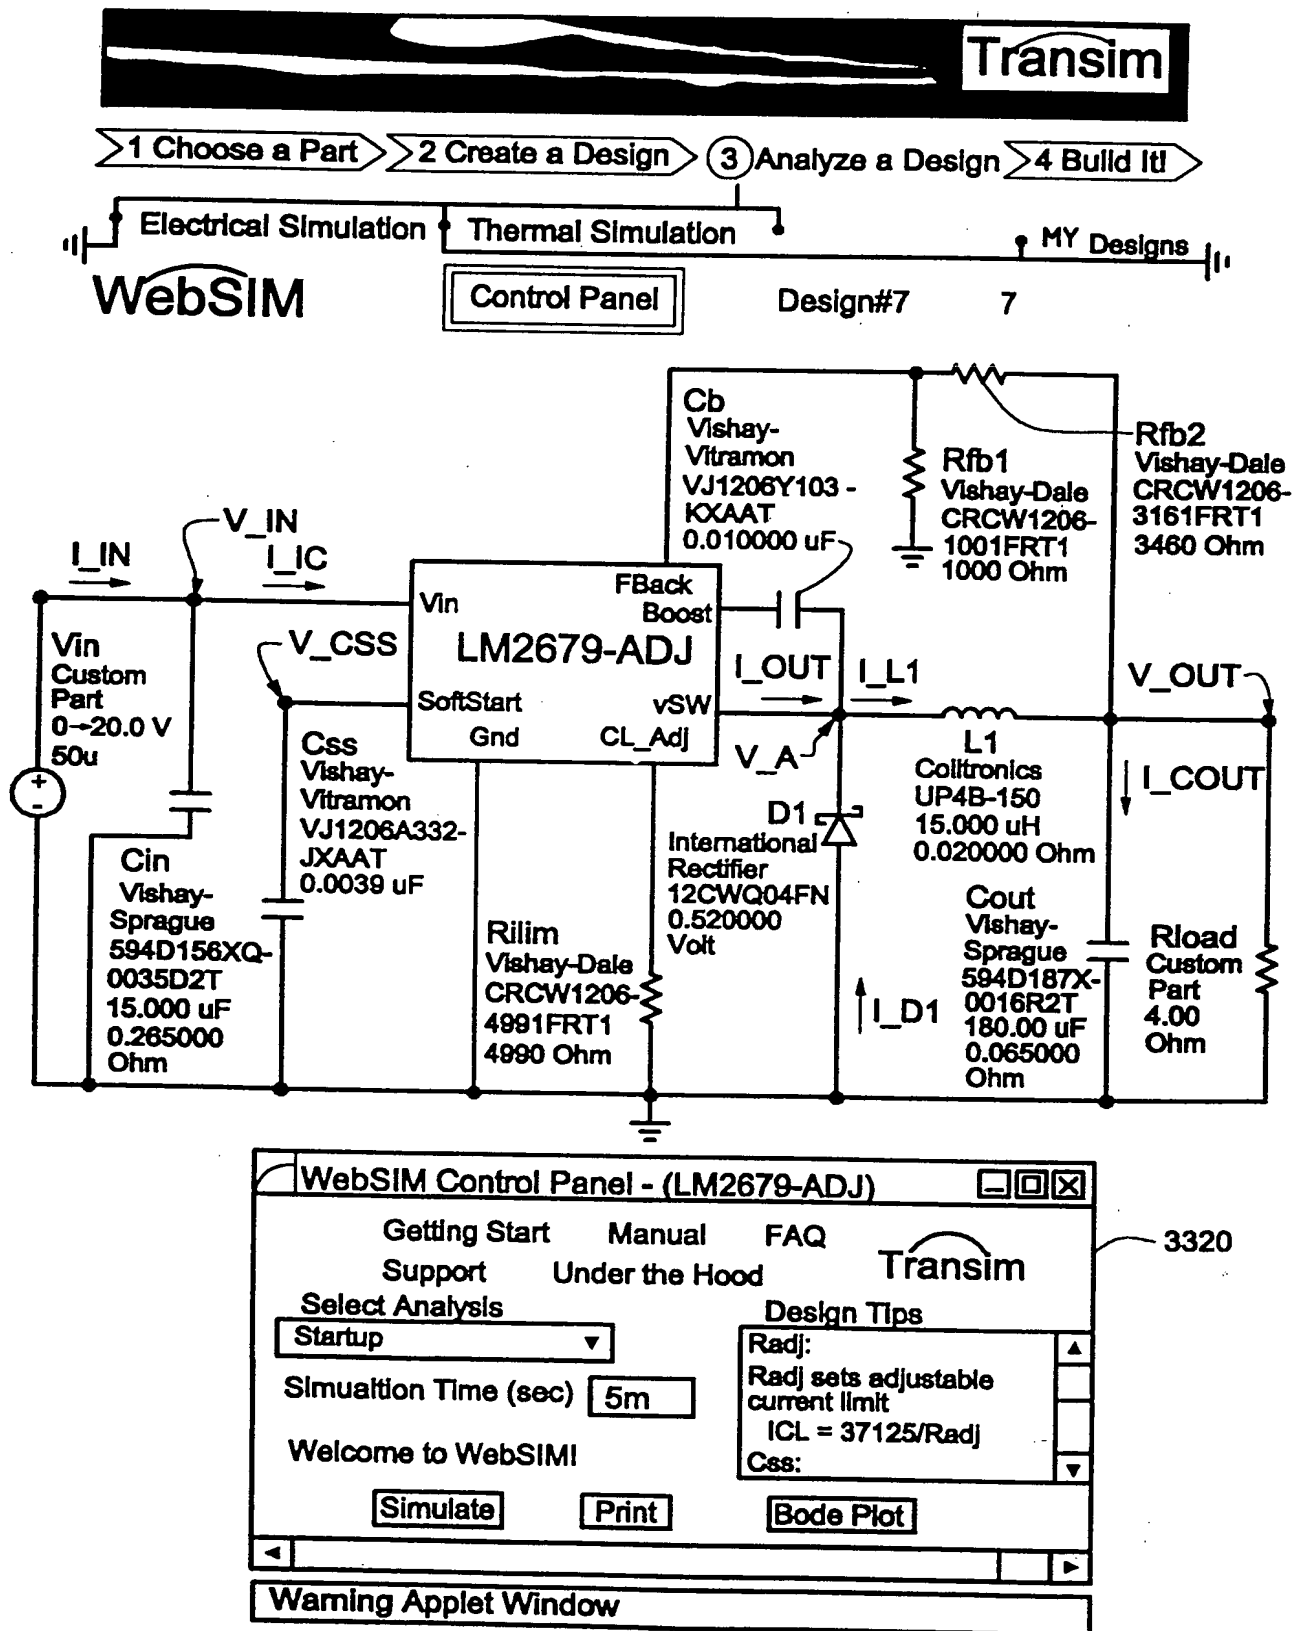 Transim
1 Choose a Part
2 Create a Design
3 Analyze a Design
4 Build It!
Electrical Simulation
Thermal Simulation
MY Designs
WebSIM
Control Panel
Design#7
7
Cb
Vishay-
Vitramon
VJ1206Y103 -
KXAAT
0.010000 uF
Rfb1
Vishay-Dale
CRCW1206-
1001FRT1
1000 Ohm
Rfb2
Vishay-Dale
CRCW1206-
3161FRT1
3460 Ohm
I_IN
V_IN
I_IC
Vin
Custom
Part
0→20.0 V
50u
+
-
V_CSS
Vin
FBack
Boost
LM2679-ADJ
SoftStart
vSW
Gnd
CL_Adj
I_OUT
I_L1
V_OUT
V_A
L1
Coiltronics
UP4B-150
15.000 uH
0.020000 Ohm
I_COUT
Css
Vishay-
Vitramon
VJ1206A332-
JXAAT
0.0039 uF
Cin
Vishay-
Sprague
594D156XQ-
0035D2T
15.000 uF
0.265000
Ohm
D1
International
Rectifier
12CWQ04FN
0.520000
Volt
Rilim
Vishay-Dale
CRCW1206-
4991FRT1
4990 Ohm
I_D1
Cout
Vishay-
Sprague
594D187X-
0016R2T
180.00 uF
0.065000
Ohm
Rload
Custom
Part
4.00
Ohm
WebSIM Control Panel - (LM2679-ADJ)
Getting Start
Manual
FAQ
Support
Under the Hood
Transim
3320
Select Analysis
Startup
Simualtion Time (sec)
5m
Welcome to WebSIM!
Design Tips
Radj:
Radj sets adjustable
current limit
ICL = 37125/Radj
Css:
Simulate
Print
Bode Plot
Warning Applet Window